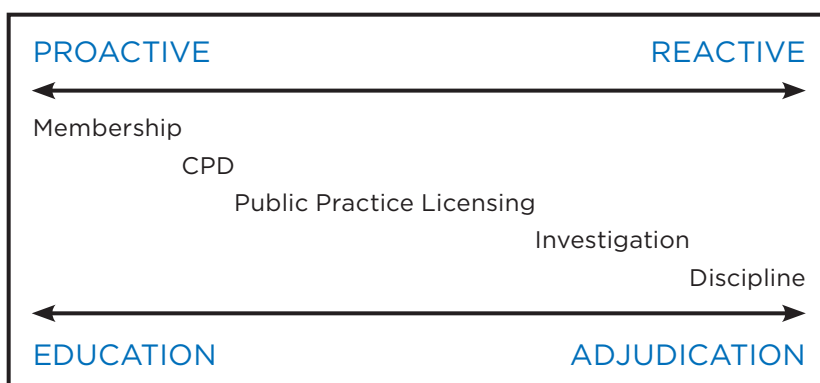 PROACTIVE REACTIVE
Membership
CPD
Public Practice Licensing
Investigation
Discipline
EDUCATION ADJUDICATION